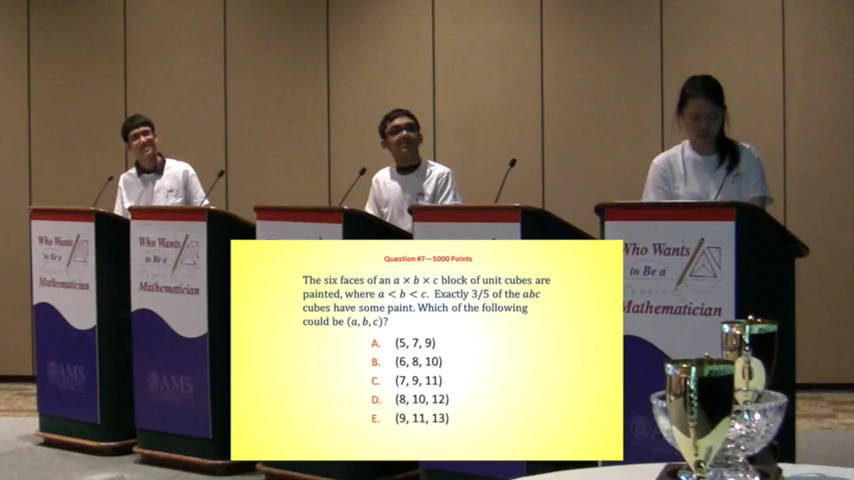 Who Wants
to Be a
Mathematician
AMS
Who Wants
to Be a
Mathematician
AMS
Who Wants
to Be a
Mathematician
Question #7—5000 Points
The six faces of an a × b × c block of unit cubes are
painted, where a < b < c. Exactly 3/5 of the abc
cubes have some paint. Which of the following
could be (a, b, c)?
A. (5, 7, 9)
B. (6, 8, 10)
C. (7, 9, 11)
D. (8, 10, 12)
E. (9, 11, 13)